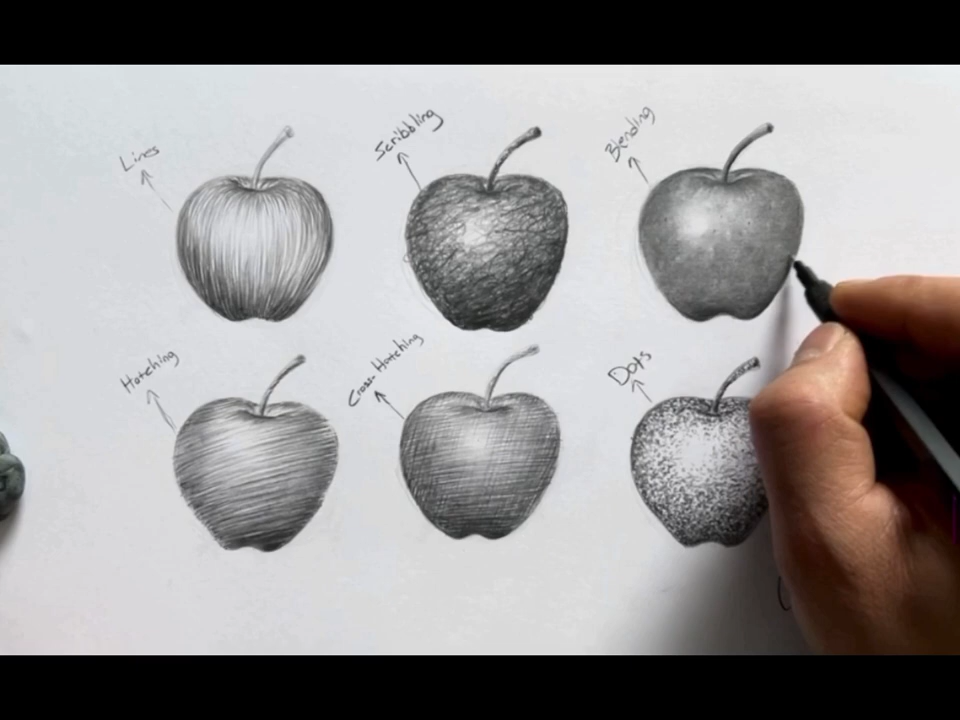 Lines
Scribbling
Blending
Hatching
Cross-Hatching
Dots